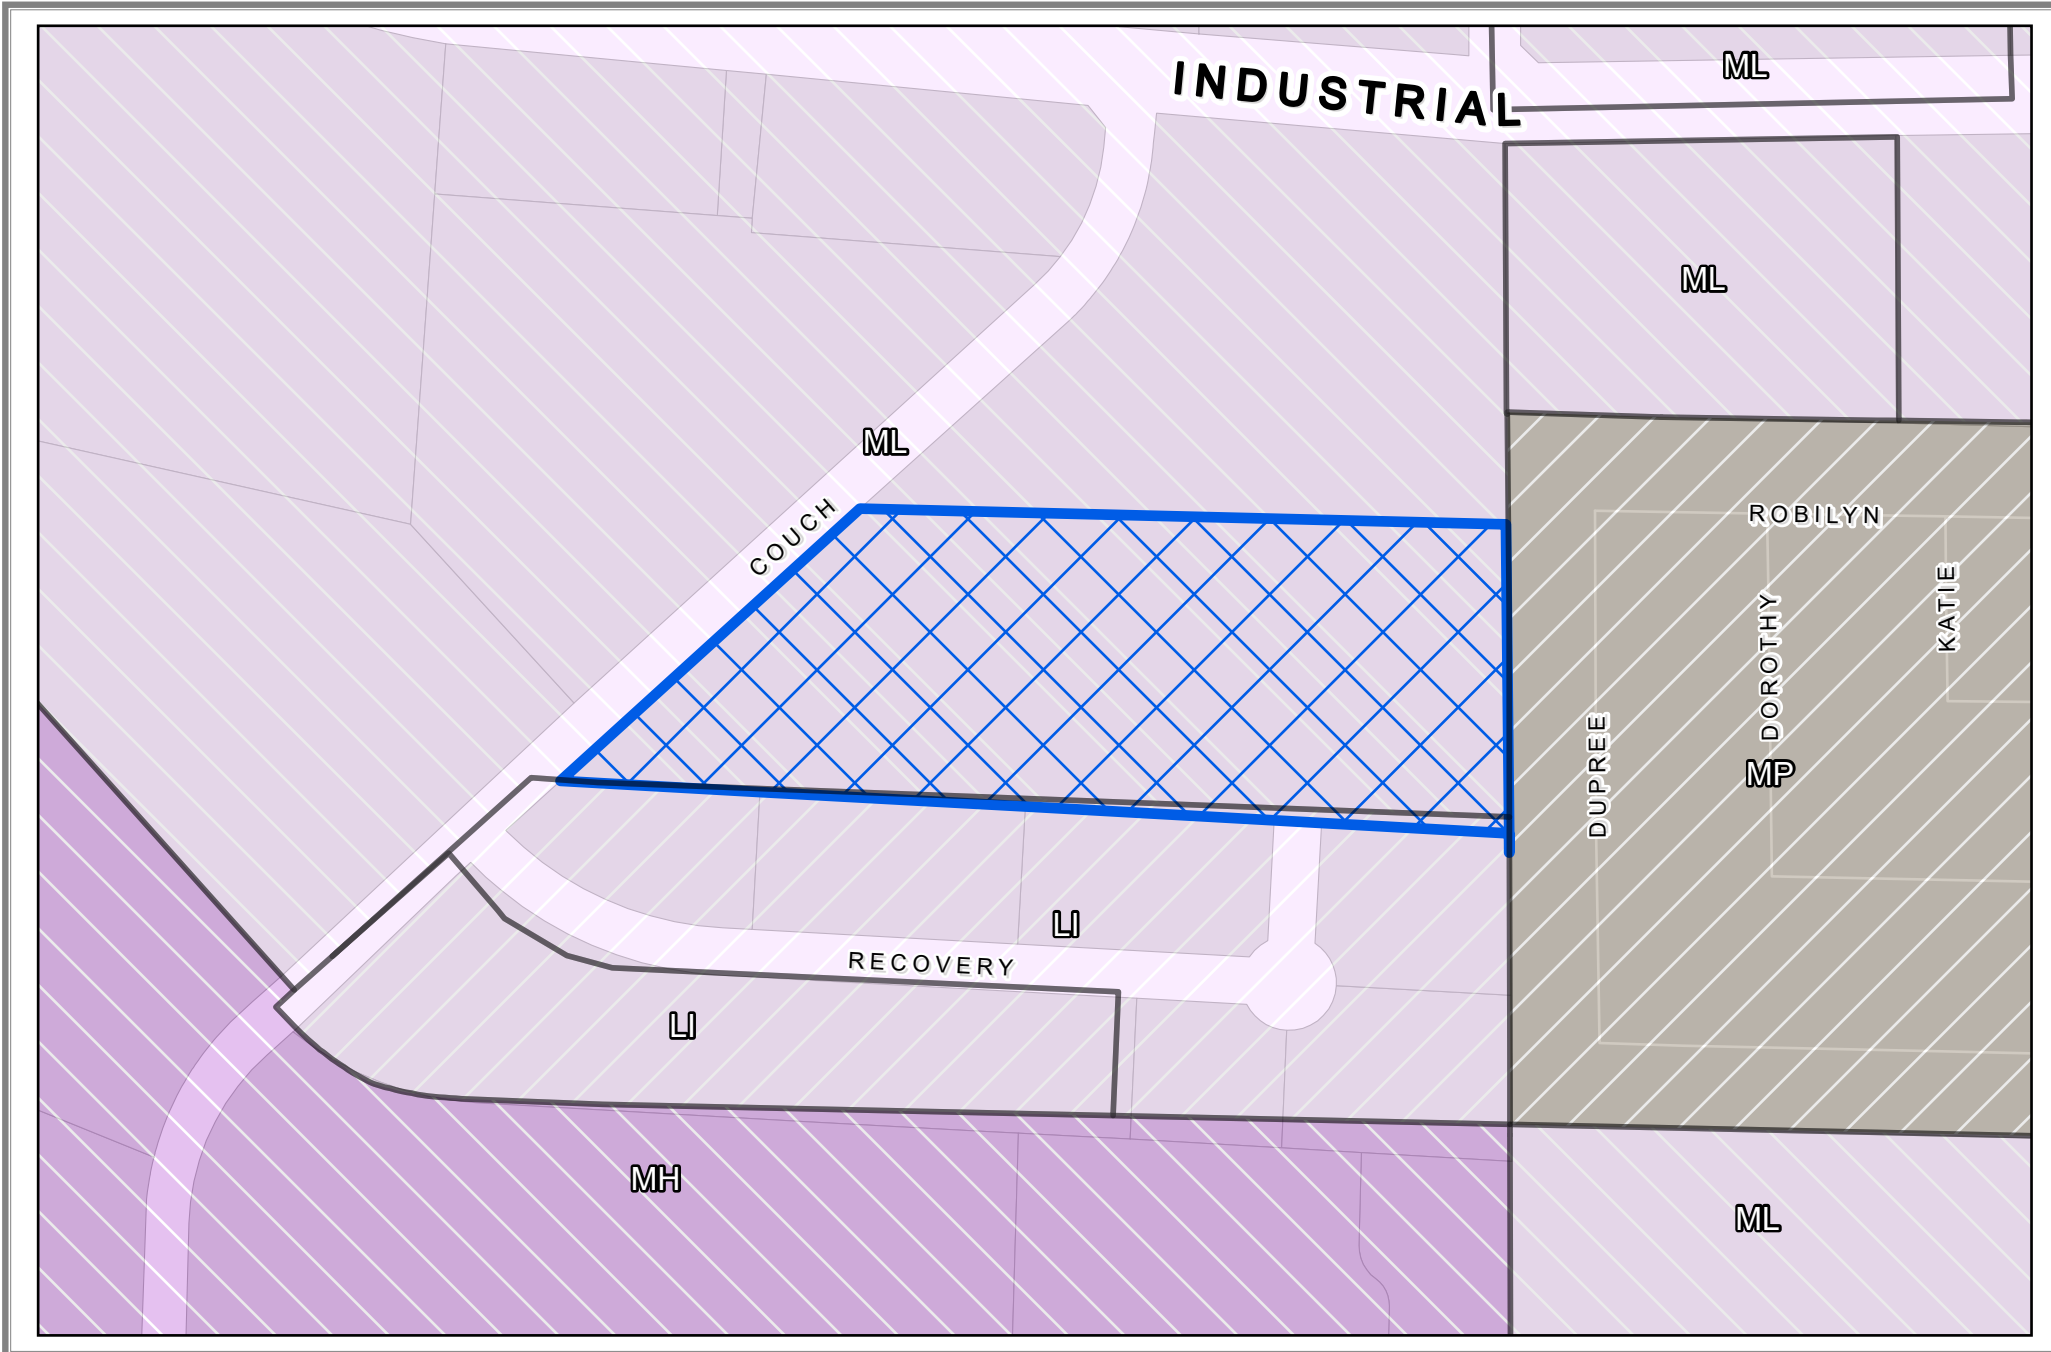 ML
INDUSTRIAL
ML
ML
COUCH
ROBILYN
KATIE
DOROTHY
DUPREE
MP
LI
RECOVERY
LI
MH
ML